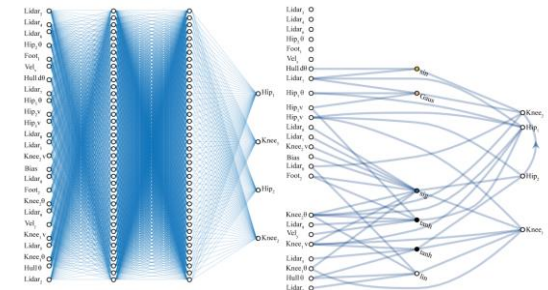 Lidar
Lidar
Lidar
Hip θ
Foot
Vel
Hull dθ
Lidar
Hip θ
Hip v
Hip v
Lidar
Lidar
Knee v
Bias
Lidar
Foot
Knee θ
Lidar
Vel
Knee v
Lidar
Knee θ
Hull θ
Lidar
Hip
Knee
Hip
Knee
Lidar
Lidar
Lidar
Hip θ
Foot
Vel
Hull dθ
Lidar
Hip θ
Hip v
Hip v
Lidar
Lidar
Knee v
Bias
Lidar
Foot
Knee θ
Lidar
Vel
Knee v
Lidar
Knee θ
Hull θ
Lidar
sin
Gaus
sig
tanh
tanh
lin
Knee
Hip
Hip
Knee